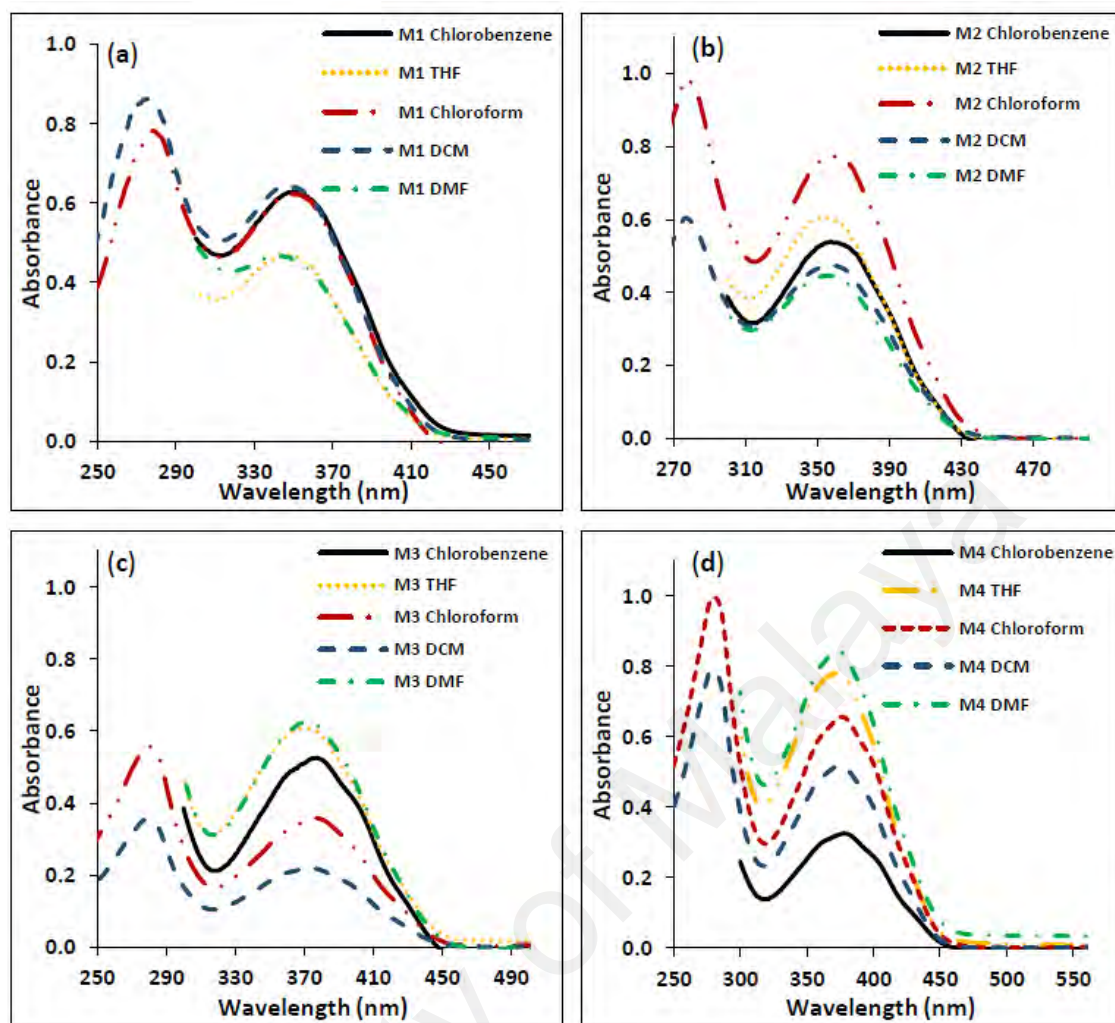 (a)
M1 Chlorobenzene
M1 THF
M1 Chloroform
M1 DCM
M1 DMF
Absorbance
1.0
0.8
0.6
0.4
0.2
0.0
250 290 330 370 410 450
Wavelength (nm)
(b)
M2 Chlorobenzene
M2 THF
M2 Chloroform
M2 DCM
M2 DMF
Absorbance
1.0
0.8
0.6
0.4
0.2
0.0
270 310 350 390 430 470
Wavelength (nm)
(c)
M3 Chlorobenzene
M3 THF
M3 Chloroform
M3 DCM
M3 DMF
Absorbance
1.0
0.8
0.6
0.4
0.2
0.0
250 290 330 370 410 450 490
Wavelength (nm)
(d)
M4 Chlorobenzene
M4 THF
M4 Chloroform
M4 DCM
M4 DMF
Absorbance
1.0
0.8
0.6
0.4
0.2
0.0
250 300 350 400 450 500 550
Wavelength (nm)
of Malaya